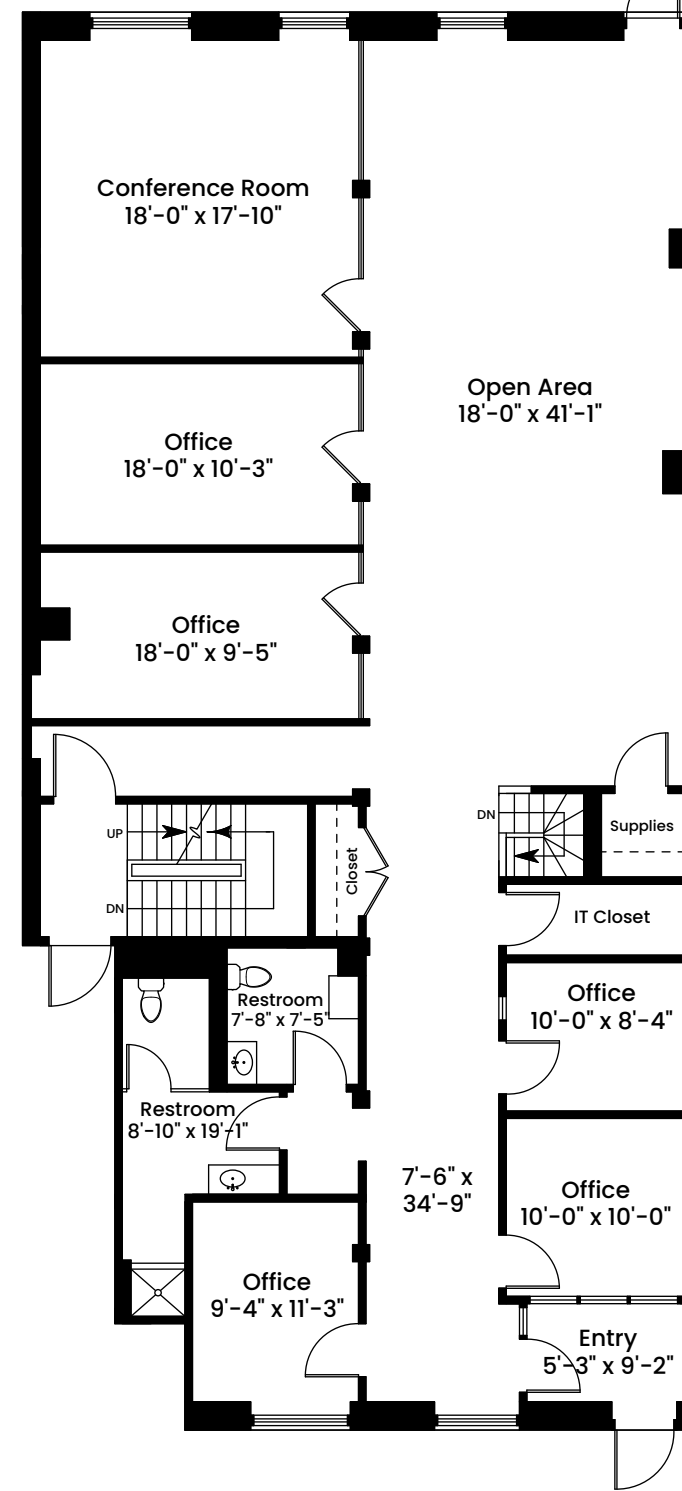 Conference Room
18'-0" x 17'-10"
Open Area
18'-0" x 41'-1"
Office
18'-0" x 10'-3"
Office
18'-0" x 9'-5"
UP
DN
Closet
DN
Supplies
IT Closet
Restroom
7'-8" x 7'-5"
Office
10'-0" x 8'-4"
Restroom
8'-10" x 19'-1"
7'-6" x
34'-9"
Office
10'-0" x 10'-0"
Office
9'-4" x 11'-3"
Entry
5'-3" x 9'-2"